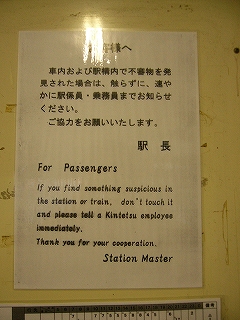 様へ
車内および駅構内で不審物を発
見された場合は、触らずに、速や
かに駅係員・乗務員までお知らせ
ください。
ご協力をお願いいたします。
駅 長
For Passengers
If you find something suspicious in
the station or train, don't touch it
and please tell a Kintetsu employee
immediately.
Thank you for your cooperation.
Station Master